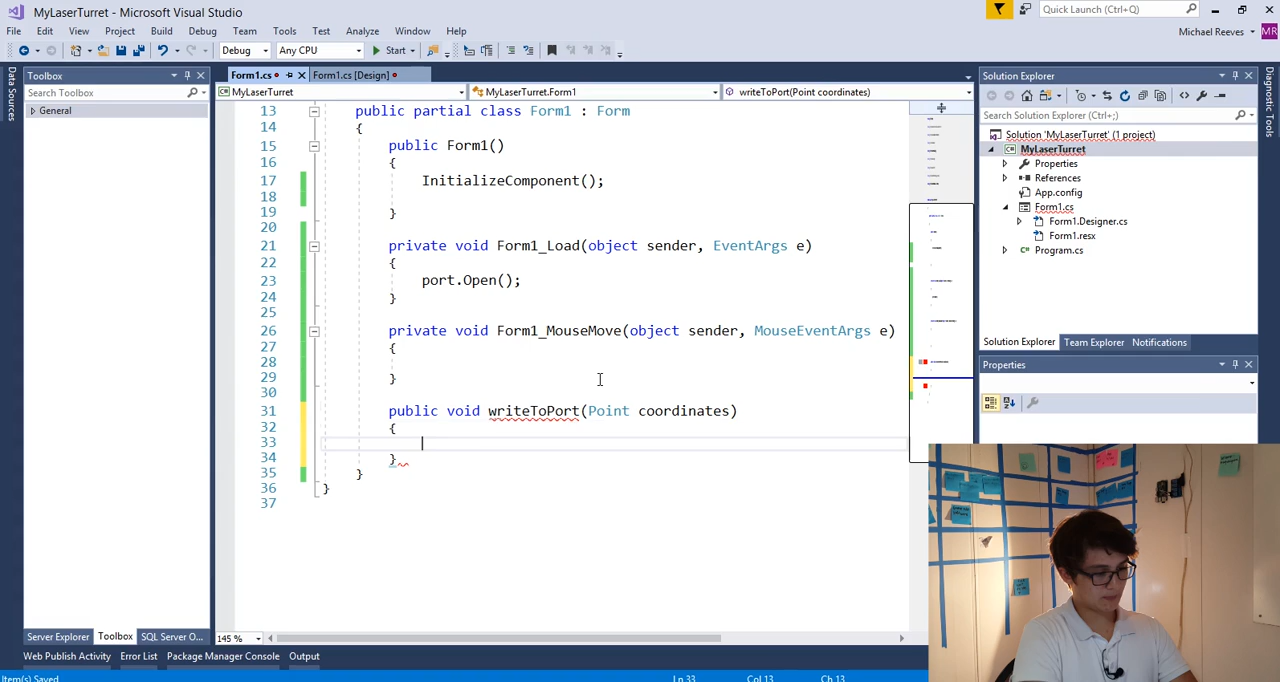 MyLaserTurret - Microsoft Visual Studio
Quick Launch (Ctrl+Q)
File Edit View Project Build Debug Team Tools Test Analyze Window Help
Michael Reeves MR
Debug Any CPU Start
Data Sources
Toolbox
Search Toolbox
General
Form1.cs Form1.cs [Design]
MyLaserTurret MyLaserTurret.Form1 writeToPort(Point coordinates)
13 public partial class Form1 : Form
14 {
15 public Form1()
16 {
17 InitializeComponent();
18
19 }
20
21 private void Form1_Load(object sender, EventArgs e)
22 {
23 port.Open();
24 }
25
26 private void Form1_MouseMove(object sender, MouseEventArgs e)
27 {
28
29 }
30
31 public void writeToPort(Point coordinates)
32 {
33
34 }
35 }
36 }
37
145 %
Solution Explorer
Search Solution Explorer (Ctrl+;)
Solution 'MyLaserTurret' (1 project)
C# MyLaserTurret
Properties
References
App.config
Form1.cs
Form1.Designer.cs
Form1.resx
Program.cs
Solution Explorer Team Explorer Notifications
Properties
Diagnostic Tools
Server Explorer Toolbox SQL Server O...
Web Publish Activity Error List Package Manager Console Output
Item(s) Saved Ln 33 Col 13 Ch 13